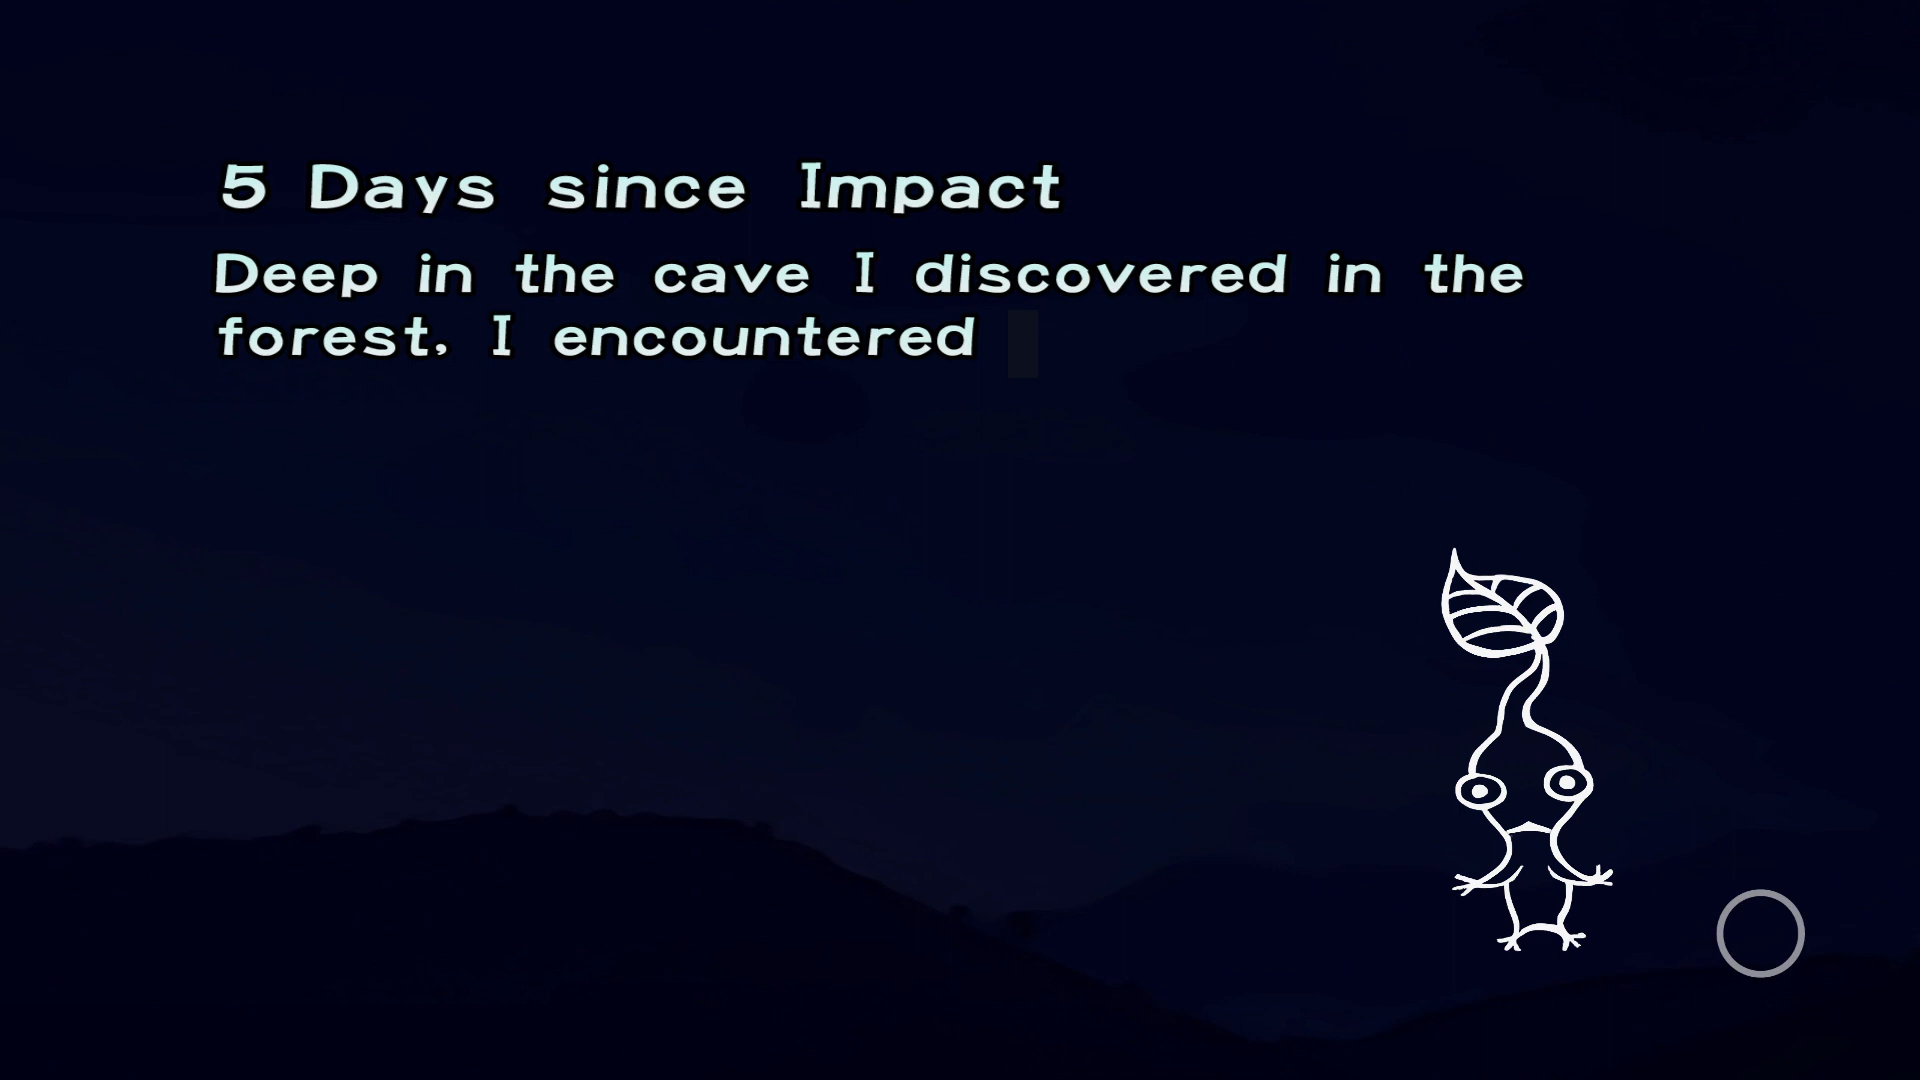 5 Days since Impact
Deep in the cave I discovered in the
forest, I encountered